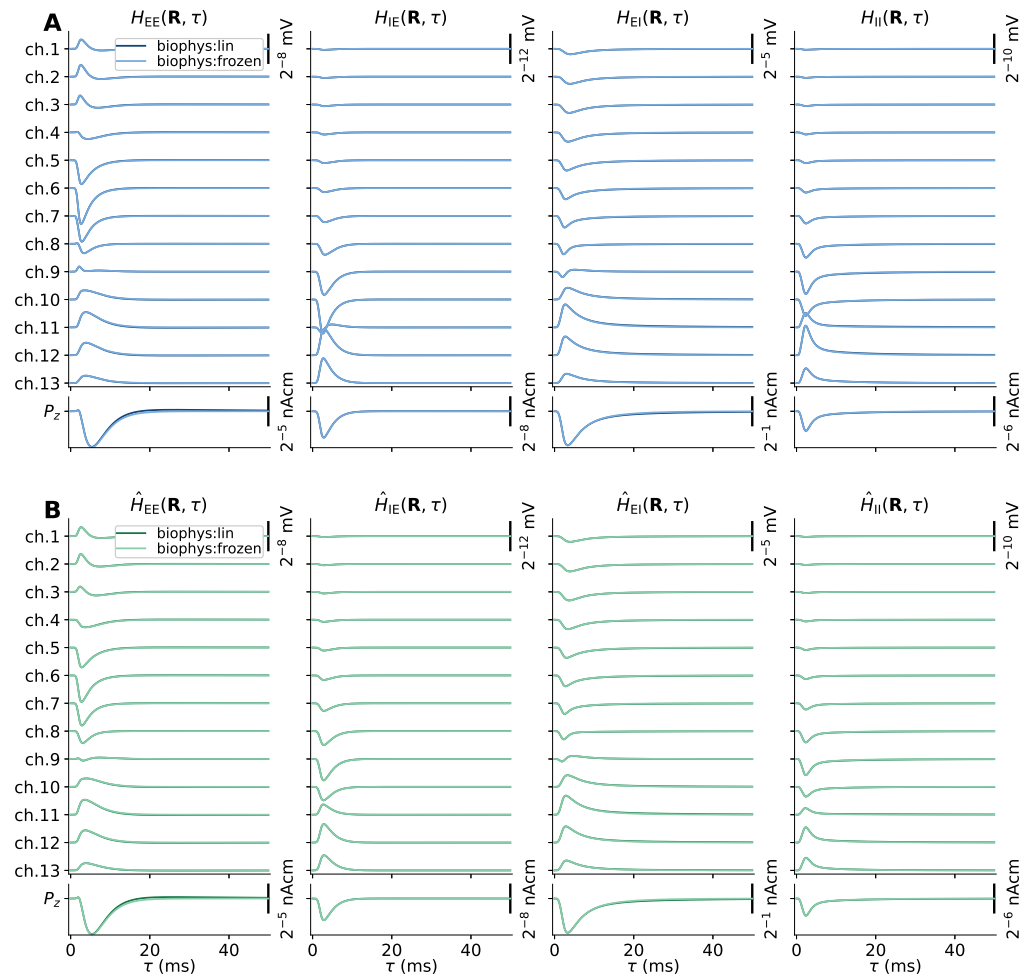 A
H_EE(R, τ)
H_IE(R, τ)
H_EI(R, τ)
H_II(R, τ)
biophys:lin
biophys:frozen
ch.1
ch.2
ch.3
ch.4
ch.5
ch.6
ch.7
ch.8
ch.9
ch.10
ch.11
ch.12
ch.13
2⁻⁸ mV
2⁻¹² mV
2⁻⁵ mV
2⁻¹⁰ mV
P_z
2⁻⁵ nAcm
2⁻⁸ nAcm
2⁻¹ nAcm
2⁻⁶ nAcm
B
Ĥ_EE(R, τ)
Ĥ_IE(R, τ)
Ĥ_EI(R, τ)
Ĥ_II(R, τ)
biophys:lin
biophys:frozen
ch.1
ch.2
ch.3
ch.4
ch.5
ch.6
ch.7
ch.8
ch.9
ch.10
ch.11
ch.12
ch.13
2⁻⁸ mV
2⁻¹² mV
2⁻⁵ mV
2⁻¹⁰ mV
P_z
2⁻⁵ nAcm
2⁻⁸ nAcm
2⁻¹ nAcm
2⁻⁶ nAcm
0 20 40
0 20 40
0 20 40
0 20 40
τ (ms)
τ (ms)
τ (ms)
τ (ms)